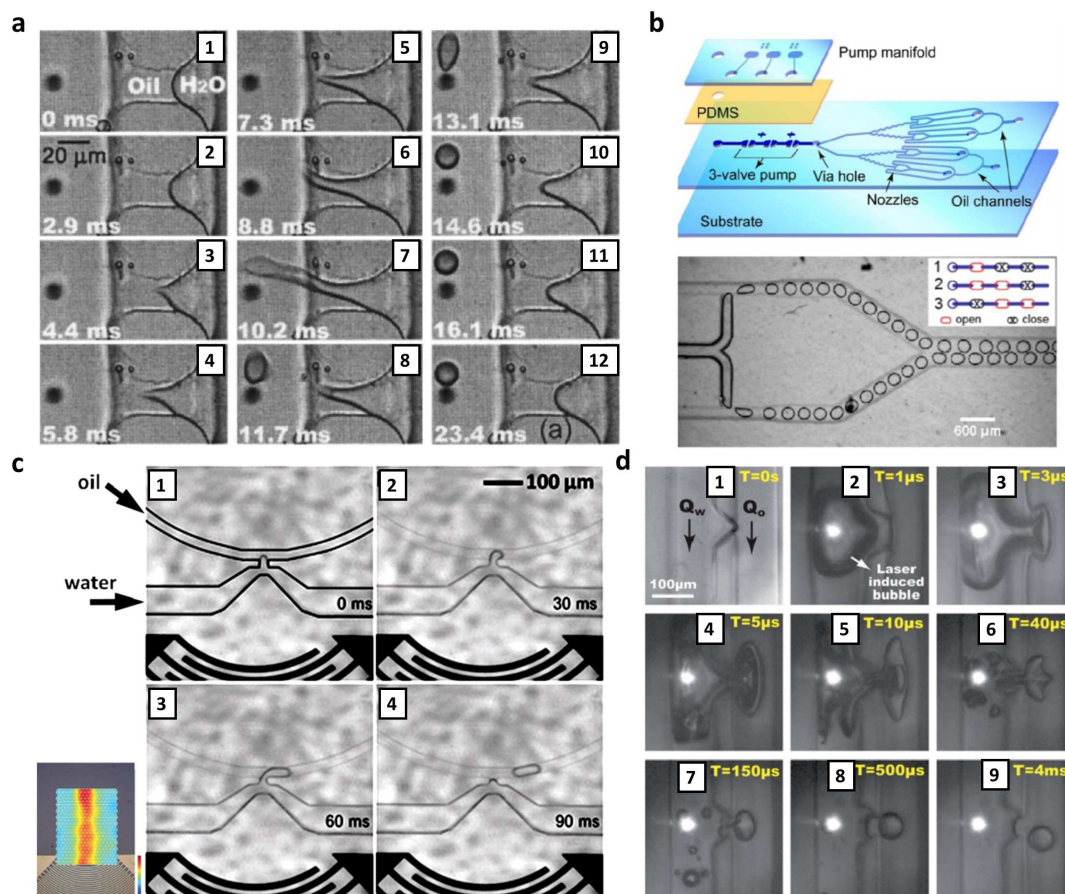 a
1
Oil H₂O
0 ms
20 μm
2
2.9 ms
3
4.4 ms
4
5.8 ms
5
7.3 ms
6
8.8 ms
7
10.2 ms
8
11.7 ms
9
13.1 ms
10
14.6 ms
11
16.1 ms
12
23.4 ms
(a)
b
Pump manifold
PDMS
3-valve pump
Via hole
Nozzles
Oil channels
Substrate
1
2
3
open close
600 μm
c
oil
water
1
0 ms
2
100 μm
30 ms
3
60 ms
4
90 ms
d
1
T=0s
Qw Qo
100μm
2
T=1μs
Laser
induced
bubble
3
T=3μs
4
T=5μs
5
T=10μs
6
T=40μs
7
T=150μs
8
T=500μs
9
T=4ms